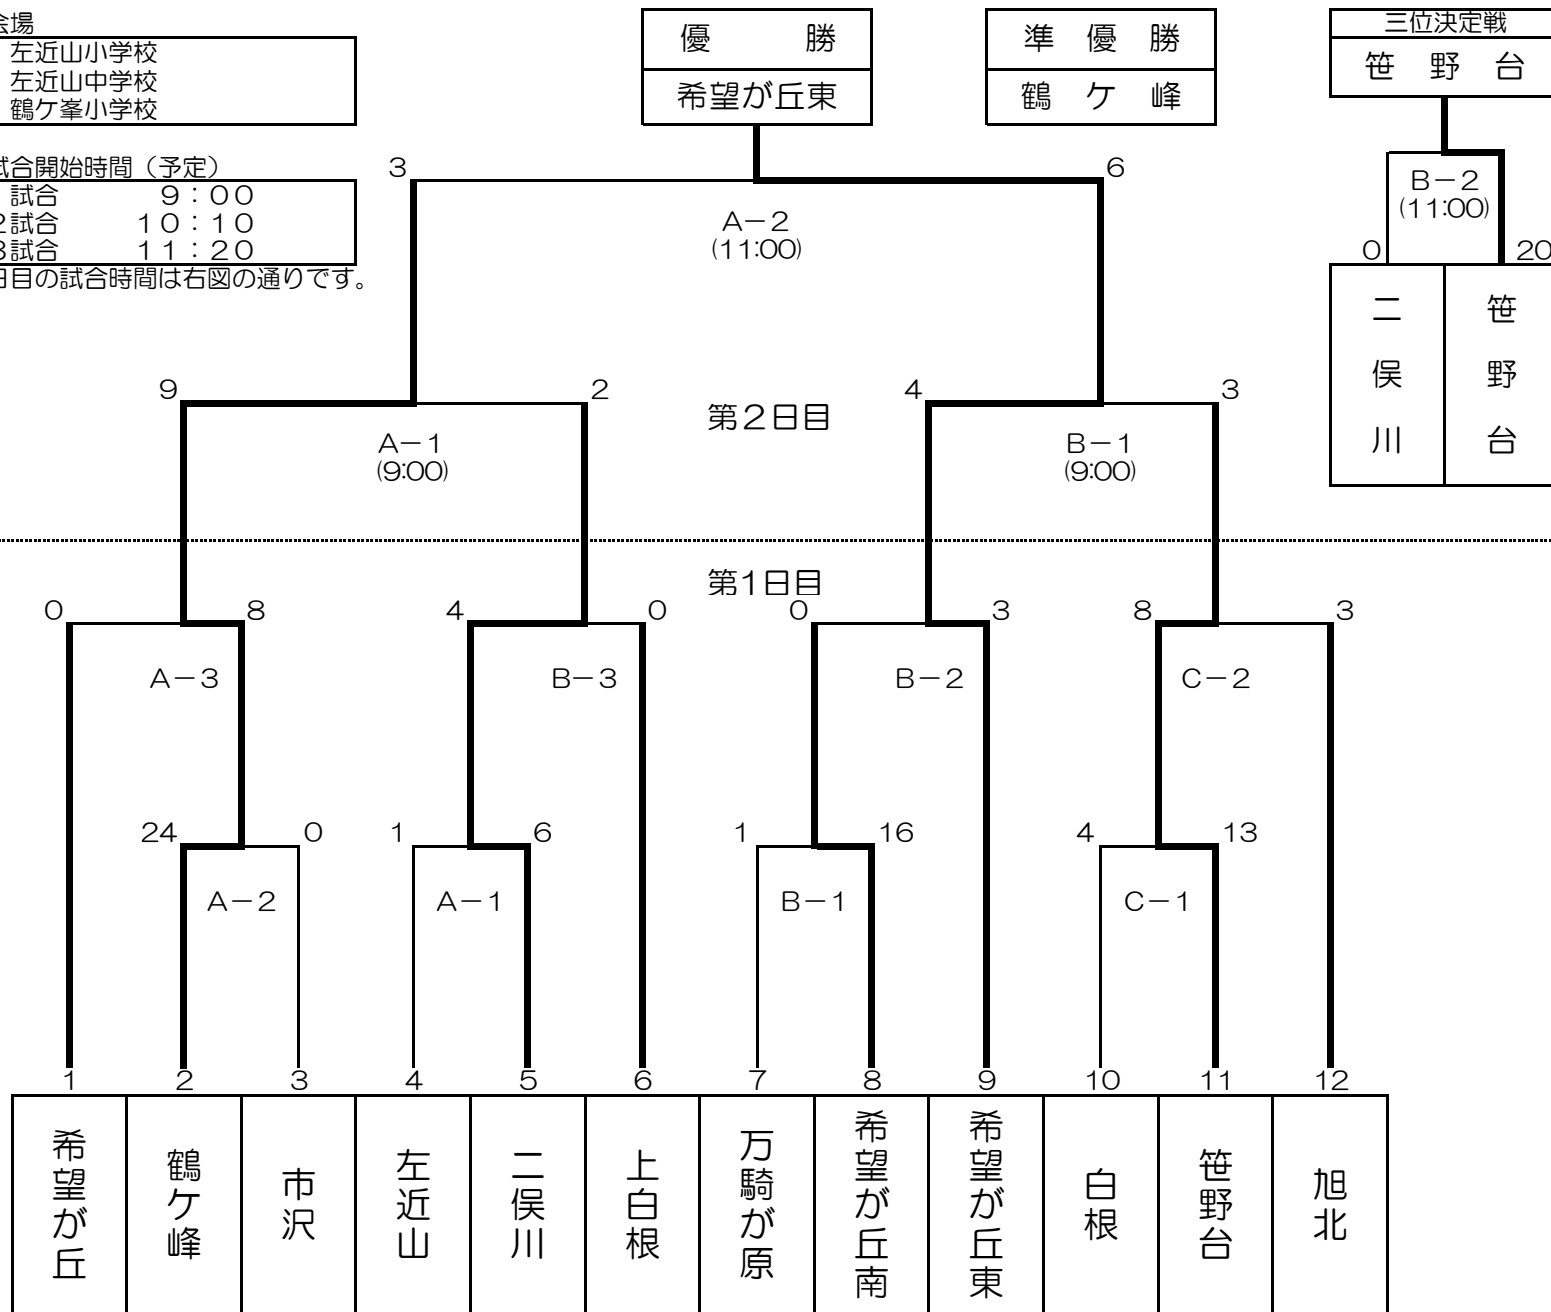 会場
左近山小学校
左近山中学校
鶴ケ峯小学校
試合開始時間（予定）
試合 9：00
2試合 10：10
3試合 11：20
日目の試合時間は右図の通りです。
優勝
希望が丘東
準優勝
鶴ケ峰
三位決定戦
笹野台
B－2
(11:00)
0 20
二俣川
笹野台
3 6
A－2
(11:00)
9 2 4 3
第2日目
A－1
(9:00)
B－1
(9:00)
第1日目
0 8 4 0 0 3 8 3
A－3 B－3 B－2 C－2
24 0 1 6 1 16 4 13
A－2 A－1 B－1 C－1
1 2 3 4 5 6 7 8 9 10 11 12
希望が丘
鶴ケ峰
市沢
左近山
二俣川
上白根
万騎が原
希望が丘南
希望が丘東
白根
笹野台
旭北